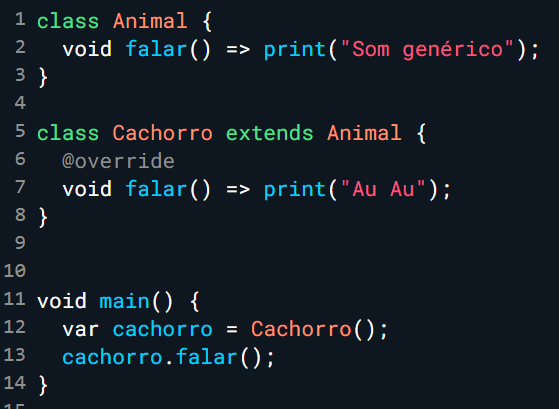 1 class Animal {
2   void falar() => print("Som genérico");
3 }
4
5 class Cachorro extends Animal {
6   @override
7   void falar() => print("Au Au");
8 }
9
10
11 void main() {
12   var cachorro = Cachorro();
13   cachorro.falar();
14 }